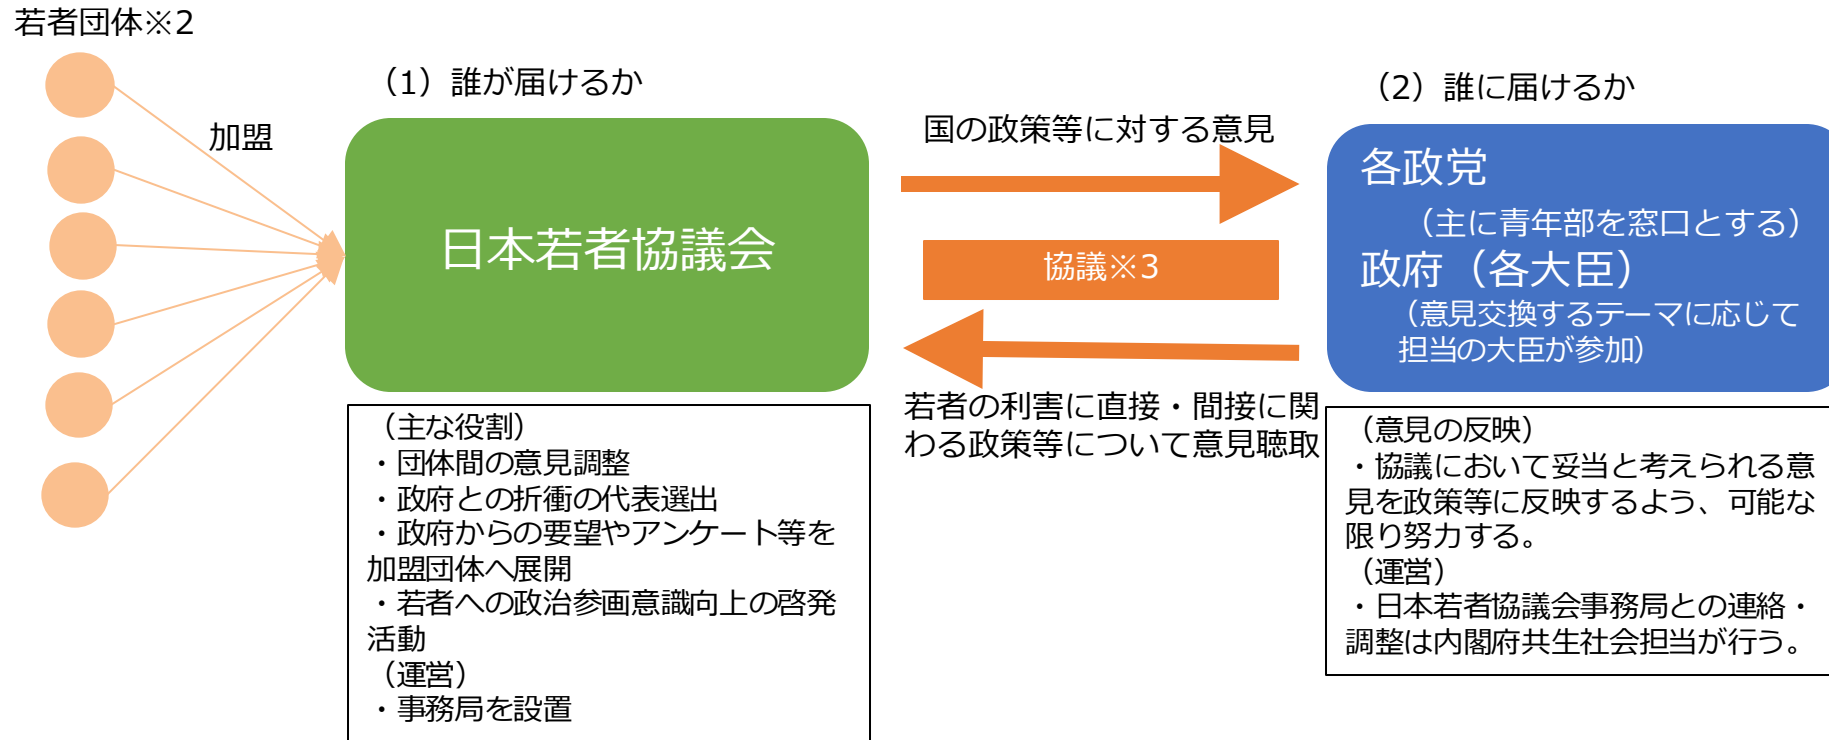 若者団体※2
加盟
（1）誰が届けるか
日本若者協議会
（主な役割）
・団体間の意見調整
・政府との折衝の代表選出
・政府からの要望やアンケート等を
加盟団体へ展開
・若者への政治参画意識向上の啓発
活動
（運営）
・事務局を設置
国の政策等に対する意見
協議※3
若者の利害に直接・間接に関
わる政策等について意見聴取
（2）誰に届けるか
各政党
（主に青年部を窓口とする）
政府（各大臣）
（意見交換するテーマに応じて
担当の大臣が参加）
（意見の反映）
・協議において妥当と考えられる意
見を政策等に反映するよう、可能な
限り努力する。
（運営）
・日本若者協議会事務局との連絡・
調整は内閣府共生社会担当が行う。